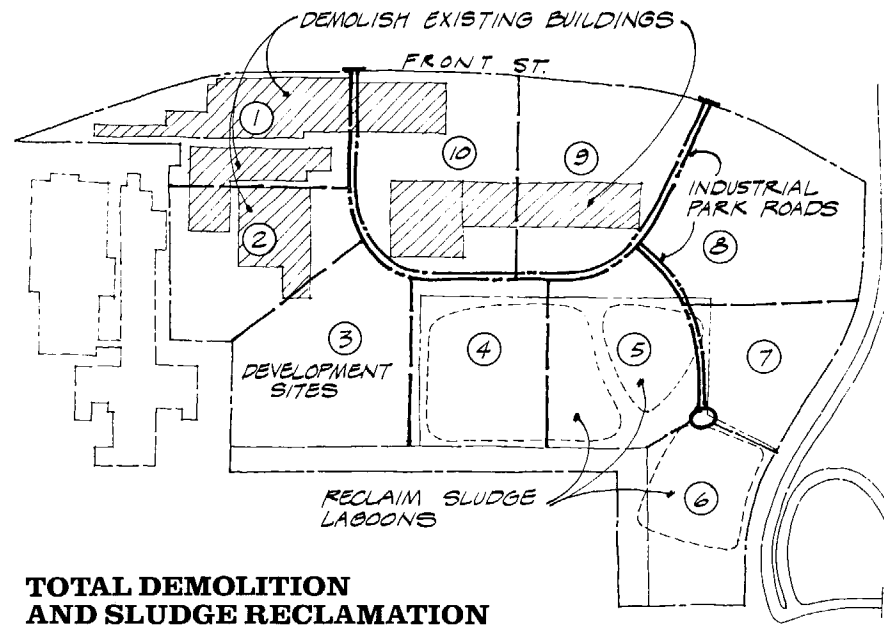 DEMOLISH EXISTING BUILDINGS
FRONT ST.
1
10
9
INDUSTRIAL
PARK ROADS
2
8
3
4
5
7
DEVELOPMENT
SITES
RECLAIM SLUDGE
LAGOONS
6
TOTAL DEMOLITION
AND SLUDGE RECLAMATION